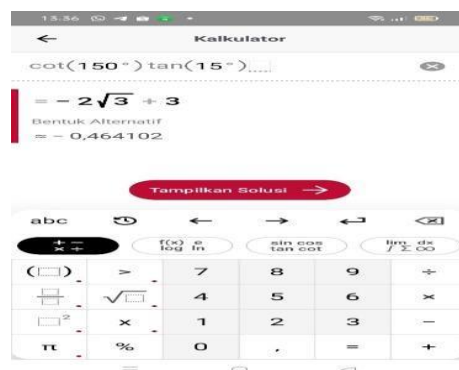 13.36
Kalkulator
cot(150°)tan(15°)
= − 2√3 + 3
Bentuk Alternatif
≈ − 0,464102
Tampilkan Solusi →
abc
+ − × ÷
f(x) e log ln
sin cos tan cot
lim dx ∫ Σ ∞
(□) > 7 8 9 ÷
√ 4 5 6 ×
□² × 1 2 3 −
π % 0 , = +